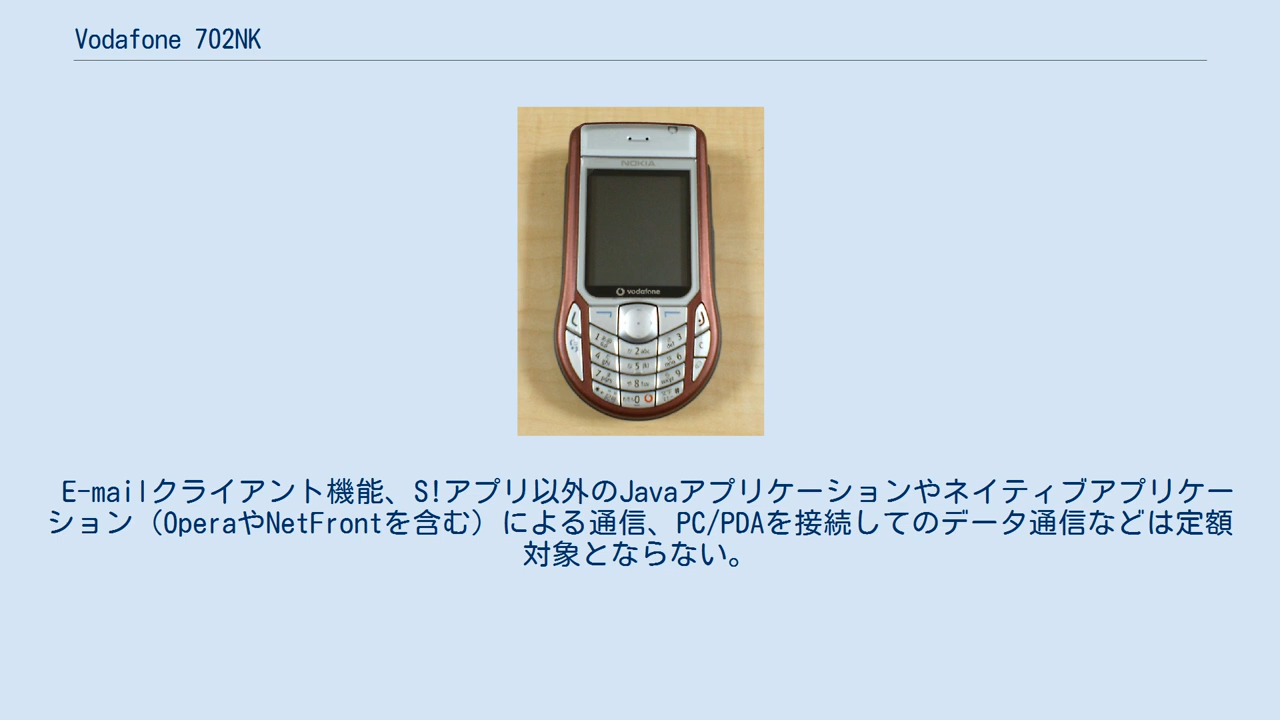 Vodafone 702NK
NOKIA
vodafone
E-mailクライアント機能、S!アプリ以外のJavaアプリケーションやネイティブアプリケー
ション（OperaやNetFrontを含む）による通信、PC/PDAを接続してのデータ通信などは定額
対象とならない。